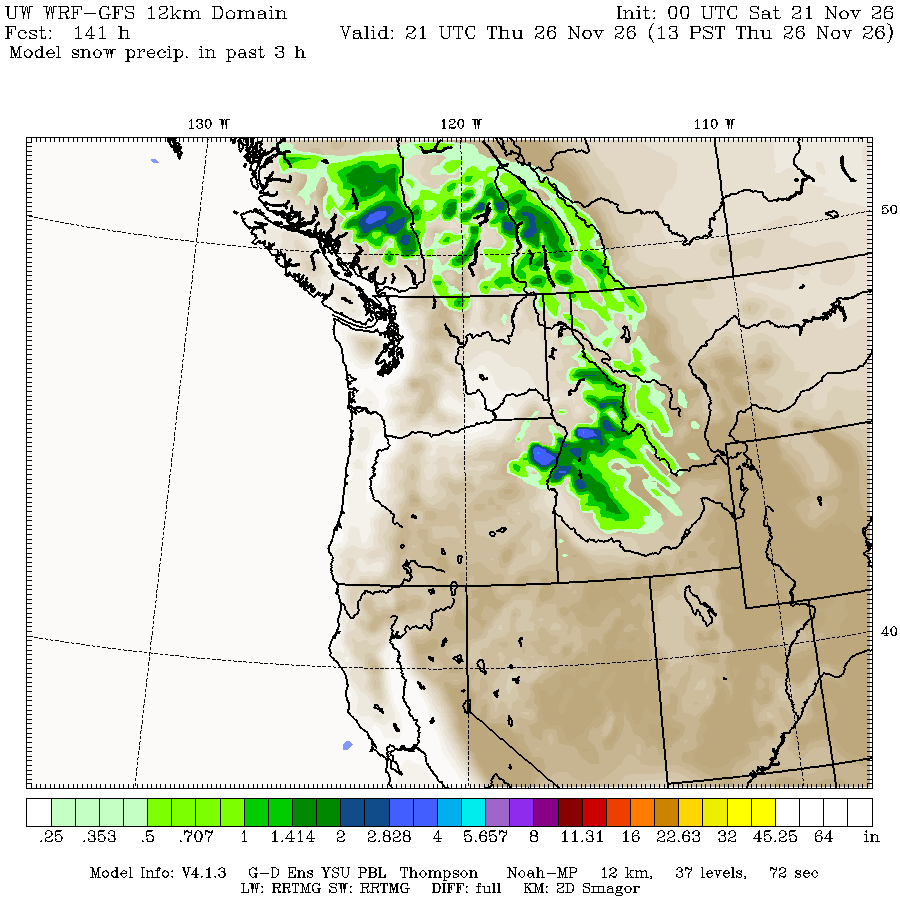 UW WRF-GFS 12km Domain Init: 00 UTC Sat 21 Nov 26
Fcst: 141 h Valid: 21 UTC Thu 26 Nov 26 (13 PST Thu 26 Nov 26)
Model snow precip. in past 3 h
130 W 120 W 110 W
50
40
.25 .353 .5 .707 1 1.414 2 2.828 4 5.657 8 11.31 16 22.63 32 45.25 64 in
Model Info: V4.1.3 G-D Ens YSU PBL Thompson Noah-MP 12 km, 37 levels, 72 sec
LW: RRTMG SW: RRTMG DIFF: full KM: 2D Smagor